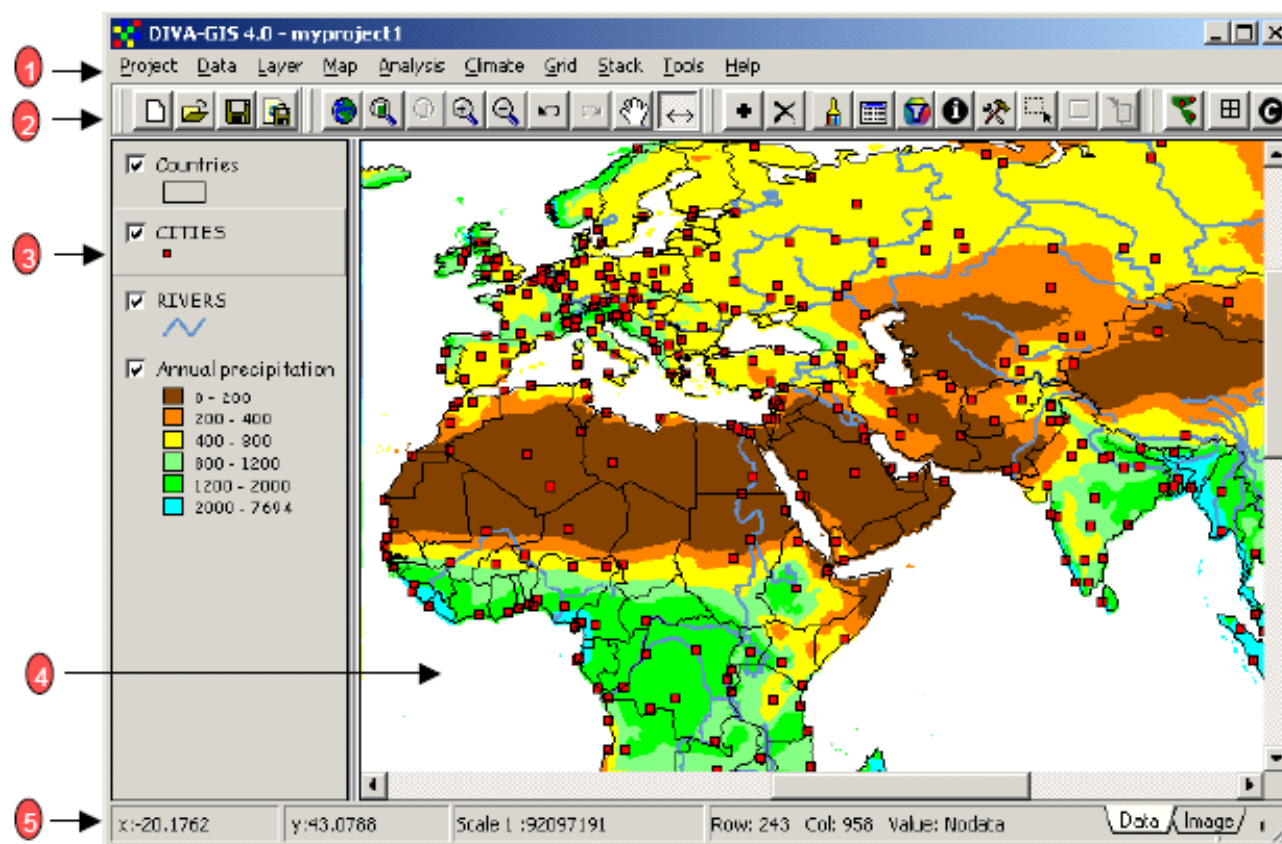 DIVA-GIS 4.0 - myproject1
1
Project Data Layer Map Analysis Climate Grid Stack Tools Help
2
Countries
3
CITIES
RIVERS
Annual precipitation
0 - 200
200 - 400
400 - 800
800 - 1200
1200 - 2000
2000 - 7694
4
5
x:-20.1762 y:43.0788 Scale 1 :92097191 Row: 243 Col: 958 Value: Nodata Data Image